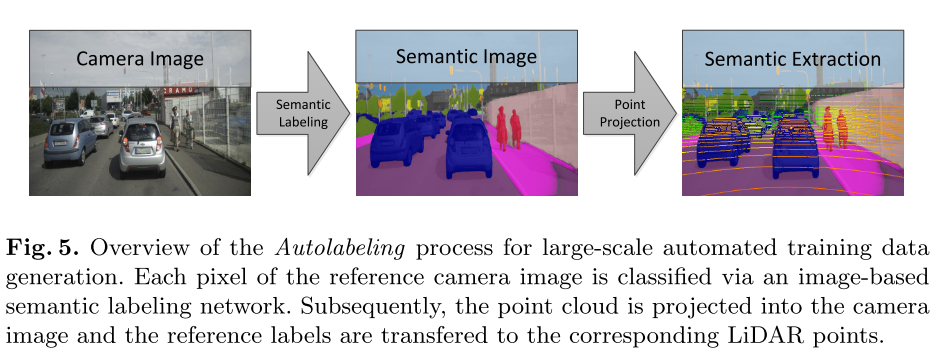 Camera Image
Semantic Labeling
Semantic Image
Point Projection
Semantic Extraction
Fig. 5. Overview of the Autolabeling process for large-scale automated training data
generation. Each pixel of the reference camera image is classified via an image-based
semantic labeling network. Subsequently, the point cloud is projected into the camera
image and the reference labels are transfered to the corresponding LiDAR points.